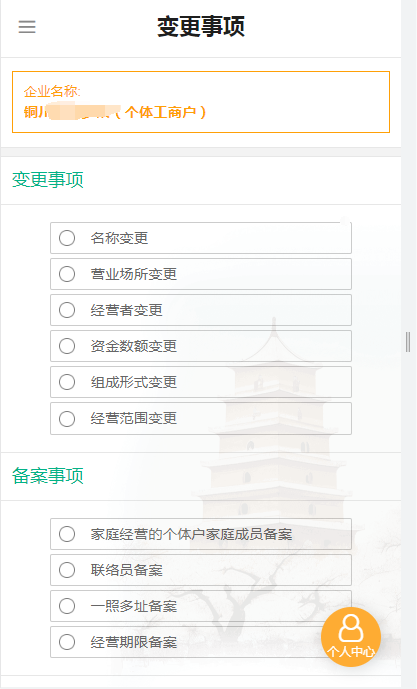 变更事项
企业名称:
铜川（个体工商户）
变更事项
名称变更
营业场所变更
经营者变更
资金数额变更
组成形式变更
经营范围变更
备案事项
家庭经营的个体户家庭成员备案
联络员备案
一照多址备案
经营期限备案
个人中心